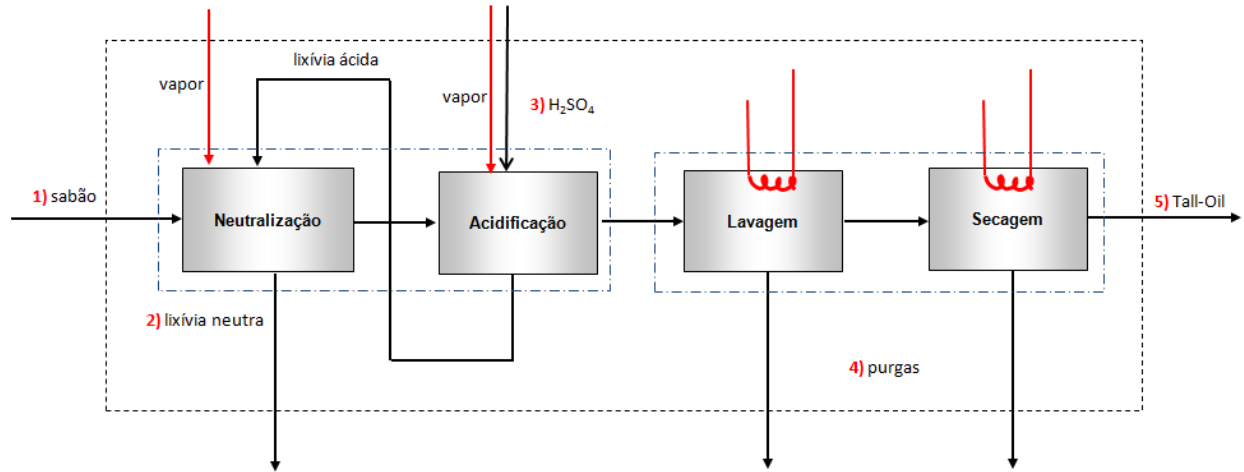 lixívia ácida
vapor
vapor
3) H₂SO₄
1) sabão
Neutralização
Acidificação
Lavagem
Secagem
5) Tall-Oil
2) lixívia neutra
4) purgas